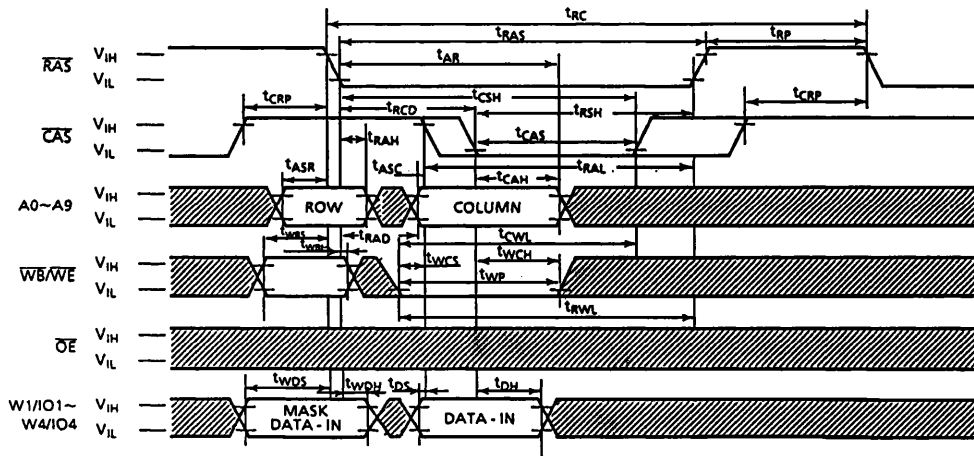 tRC
tRAS
tRP
tAR
RAS
VIH
VIL
tCSH
tCRP
tRCD
tRSH
tCRP
CAS
VIH
VIL
tRAH
tCAS
tASR
tASC
tRAL
tCAH
A0~A9
VIH
VIL
ROW
COLUMN
tWBS
tRAD
tCWL
tWBH
tWCS
tWCH
WB/WE
VIH
VIL
tWP
tRWL
OE
VIH
VIL
tWDS
tWDH
tDS
tDH
W1/IO1~
W4/IO4
VIH
VIL
MASK
DATA-IN
DATA-IN